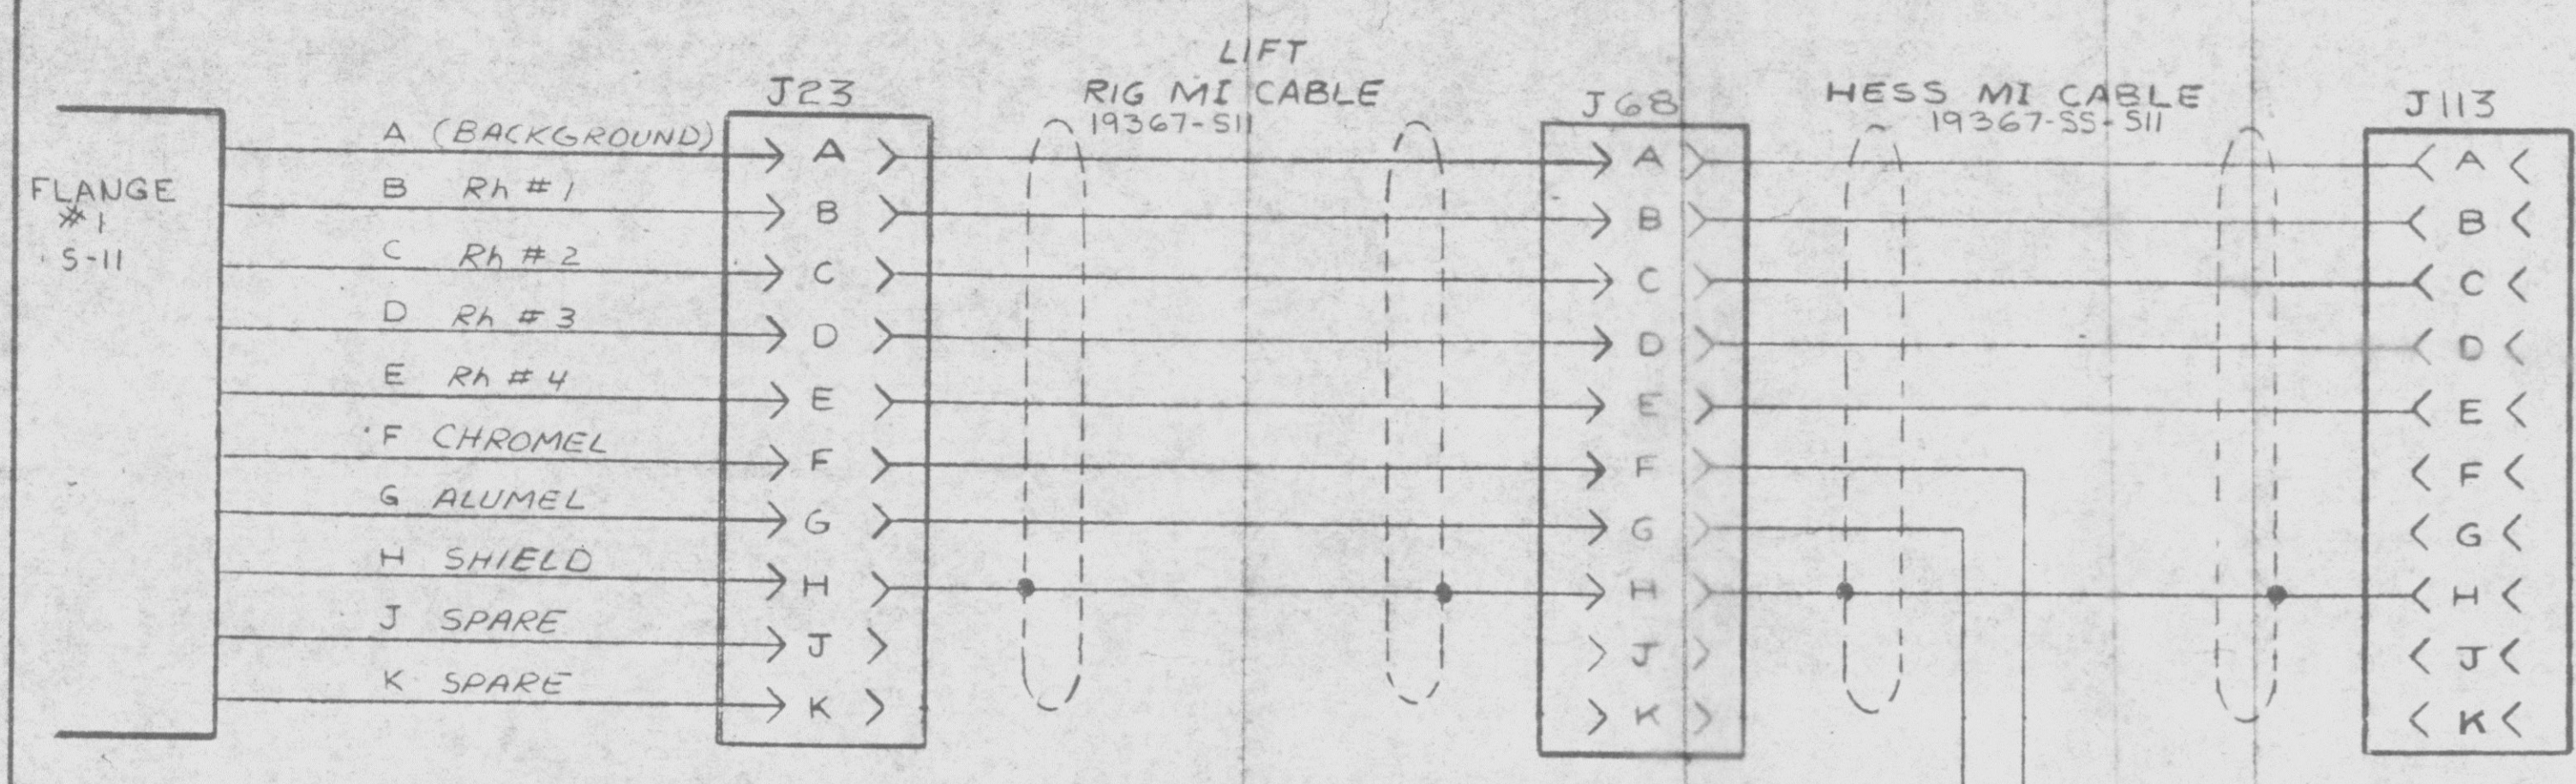 LIFT
RIG MI CABLE
19367-S11
HESS MI CABLE
19367-SS-S11
J23
J68
J113
FLANGE
#1
S-11
A (BACKGROUND)
B Rh #1
C Rh #2
D Rh #3
E Rh #4
F CHROMEL
G ALUMEL
H SHIELD
J SPARE
K SPARE
A
B
C
D
E
F
G
H
J
K
A
B
C
D
E
F
G
H
J
K
A
B
C
D
E
F
G
H
J
K